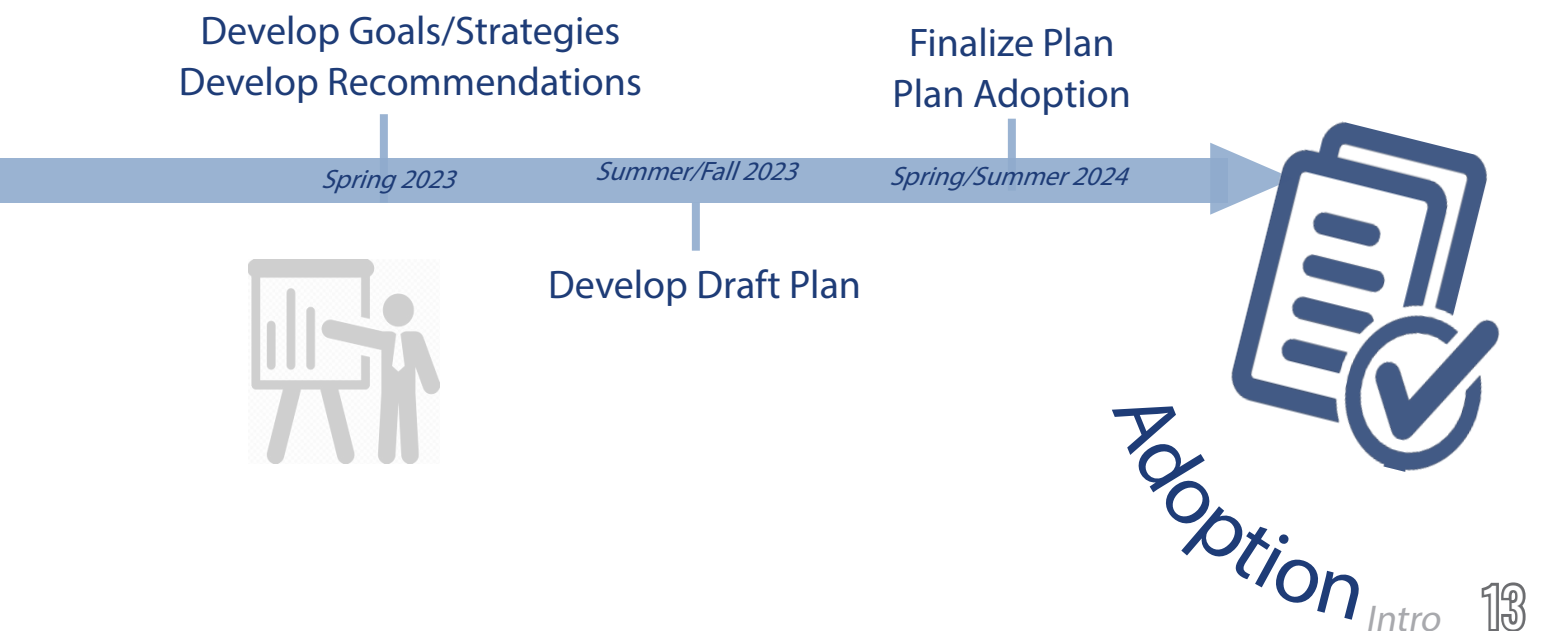 Develop Goals/Strategies
Develop Recommendations
Finalize Plan
Plan Adoption
Spring 2023
Summer/Fall 2023
Spring/Summer 2024
Develop Draft Plan
Adoption
Intro 13